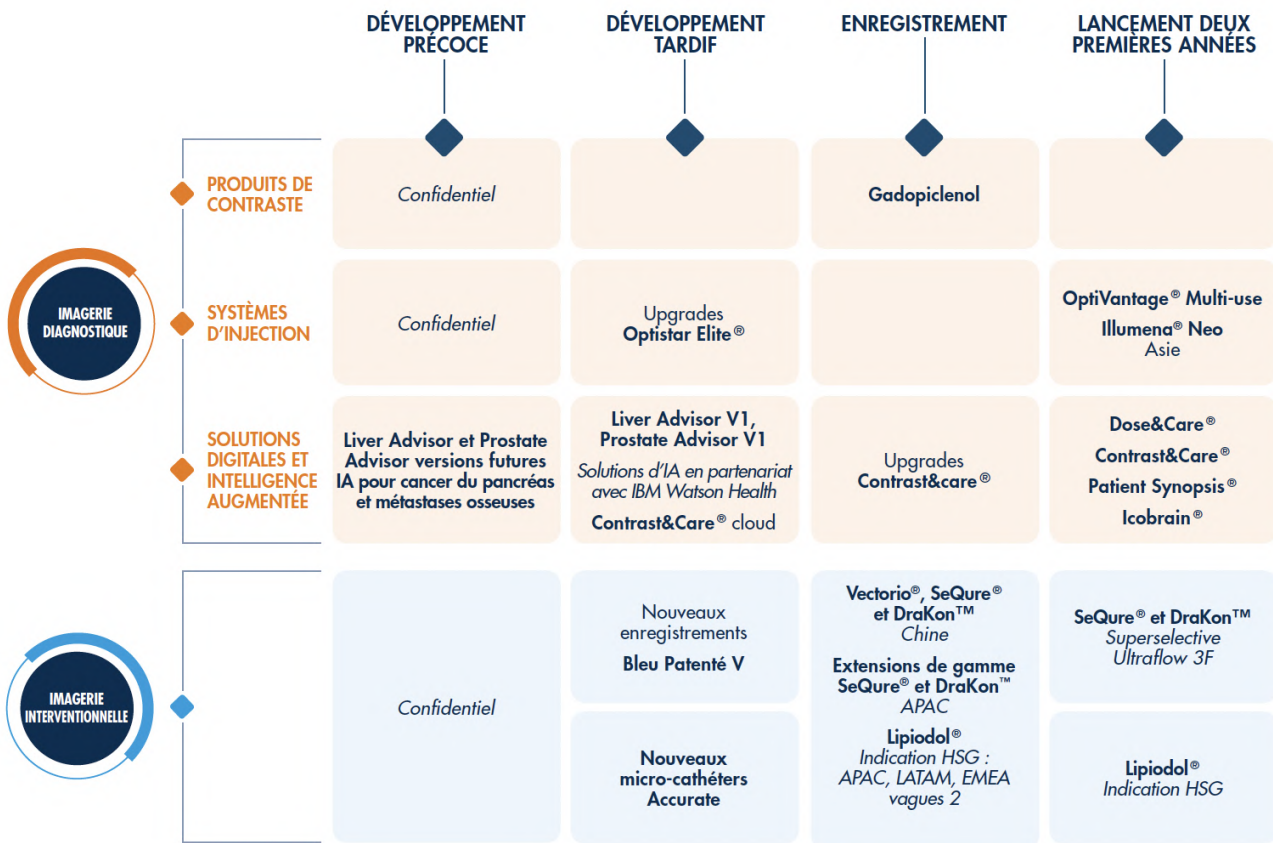 DÉVELOPPEMENT
PRÉCOCE
DÉVELOPPEMENT
TARDIF
ENREGISTREMENT
LANCEMENT DEUX
PREMIÈRES ANNÉES
IMAGERIE
DIAGNOSTIQUE
PRODUITS DE
CONTRASTE
Confidentiel
Gadopiclenol
SYSTÈMES
D'INJECTION
Confidentiel
Upgrades
Optistar Elite®
OptiVantage® Multi-use
Illumena® Neo
Asie
SOLUTIONS
DIGITALES ET
INTELLIGENCE
AUGMENTÉE
Liver Advisor et Prostate
Advisor versions futures
IA pour cancer du pancréas
et métastases osseuses
Liver Advisor V1,
Prostate Advisor V1
Solutions d'IA en partenariat
avec IBM Watson Health
Contrast&Care® cloud
Upgrades
Contrast&care®
Dose&Care®
Contrast&Care®
Patient Synopsis®
Icobrain®
IMAGERIE
INTERVENTIONNELLE
Confidentiel
Nouveaux
enregistrements
Bleu Patenté V
Nouveaux
micro-cathéters
Accurate
Vectorio®, SeQure®
et DraKon™
Chine
Extensions de gamme
SeQure® et DraKon™
APAC
Lipiodol®
Indication HSG :
APAC, LATAM, EMEA
vagues 2
SeQure® et DraKon™
Superselective
Ultraflow 3F
Lipiodol®
Indication HSG